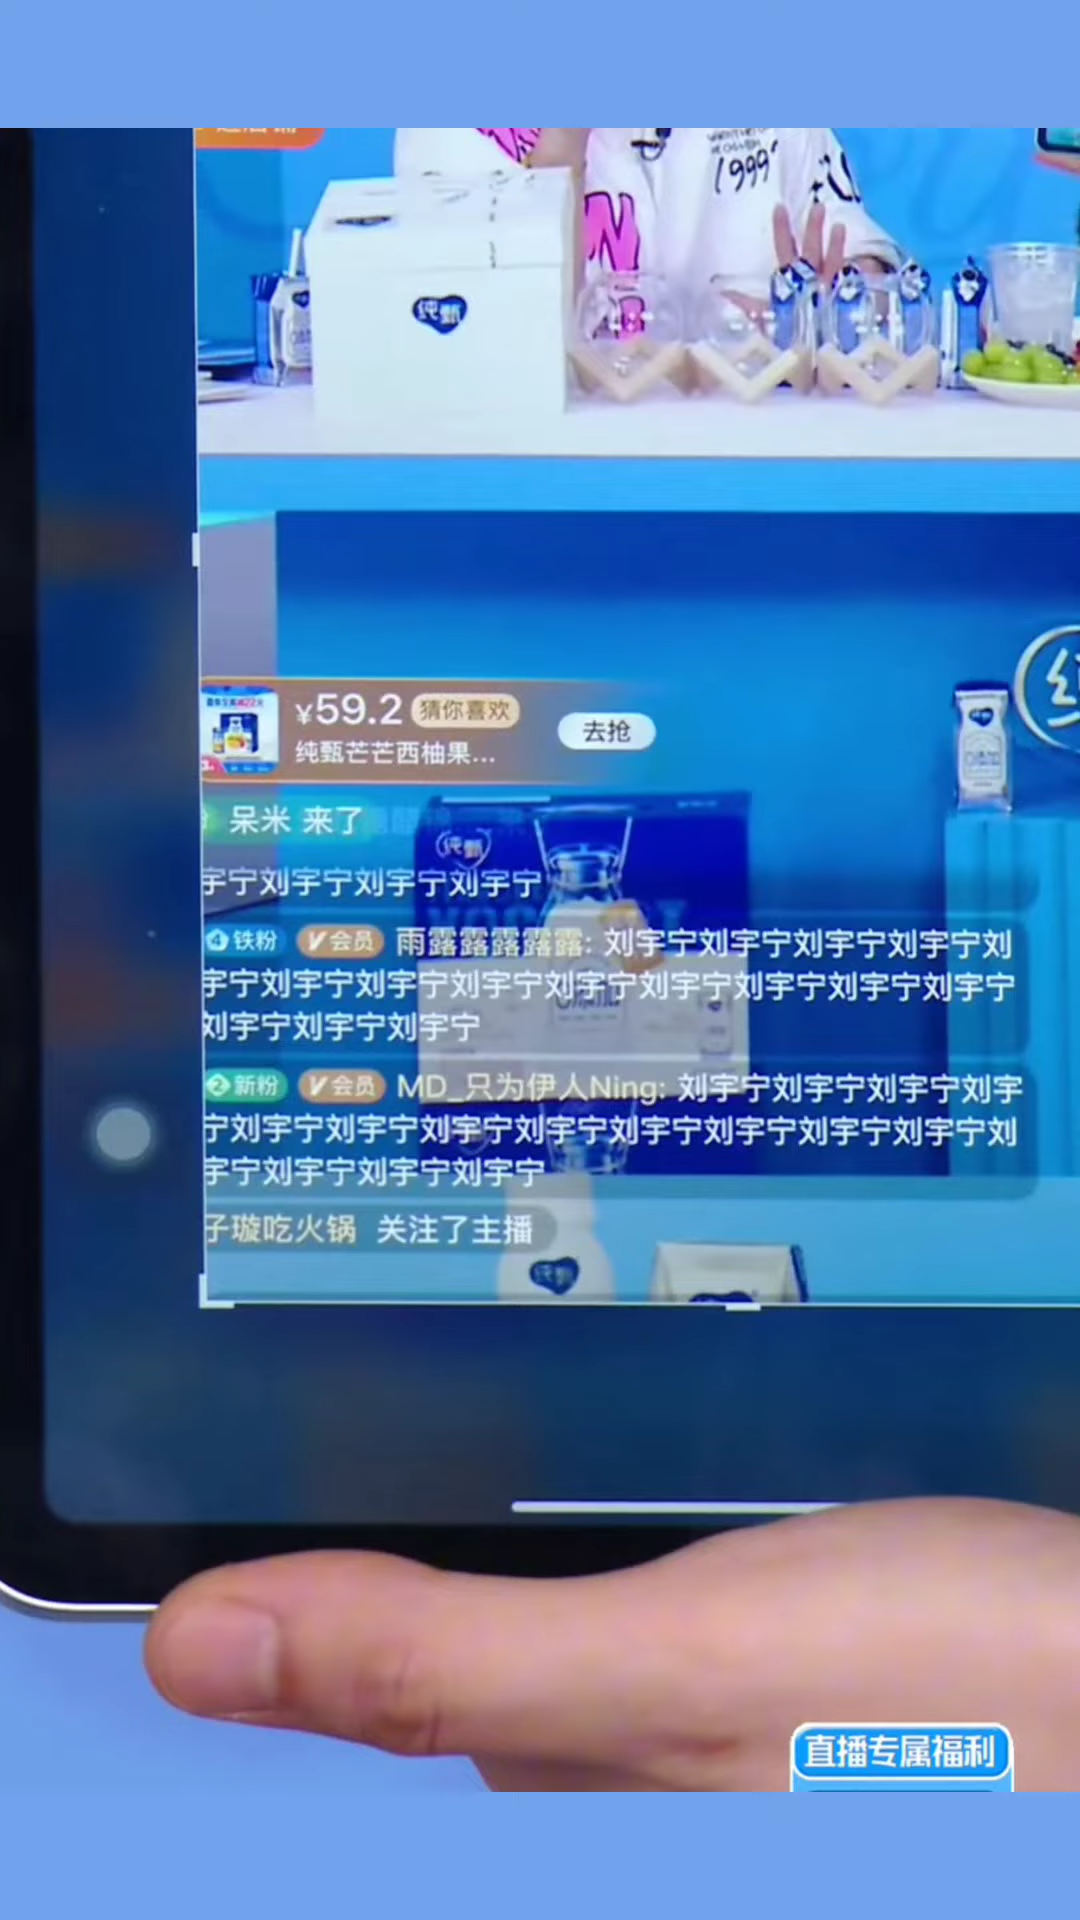 1999
纯甄
¥59.2 猜你喜欢
去抢
纯甄芒芒西柚果...
呆米 来了
纯甄
宇宁刘宇宁刘宇宁刘宇宁
4 铁粉 V会员 雨露露露露露: 刘宇宁刘宇宁刘宇宁刘宇宁刘
宇宁刘宇宁刘宇宁刘宇宁刘宇宁刘宇宁刘宇宁刘宇宁刘宇宁
刘宇宁刘宇宁刘宇宁
2 新粉 V会员 MD_只为伊人Ning: 刘宇宁刘宇宁刘宇宁刘宇
宁刘宇宁刘宇宁刘宇宁刘宇宁刘宇宁刘宇宁刘宇宁刘宇宁刘
宇宁刘宇宁刘宇宁刘宇宁
子璇吃火锅 关注了主播
纯甄
直播专属福利